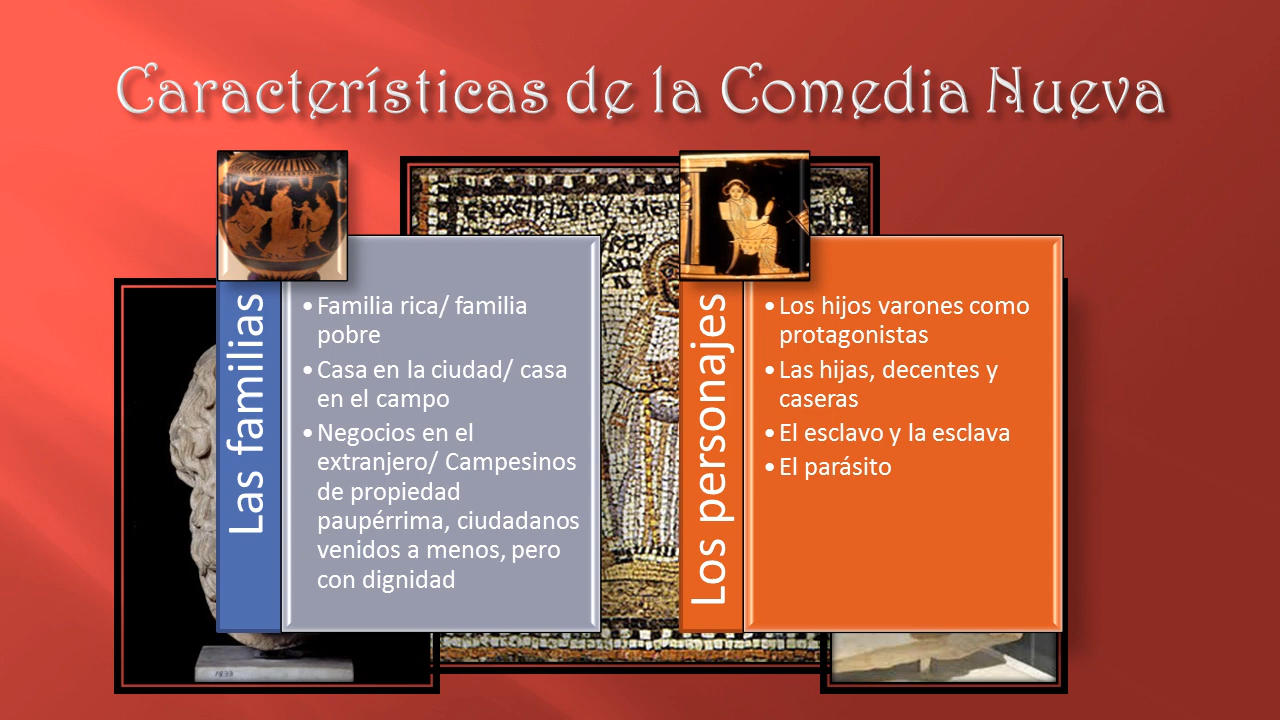 Características de la Comedia Nueva
Las familias
•Familia rica/ familia
pobre
•Casa en la ciudad/ casa
en el campo
•Negocios en el
extranjero/ Campesinos
de propiedad
paupérrima, ciudadanos
venidos a menos, pero
con dignidad
Los personajes
•Los hijos varones como
protagonistas
•Las hijas, decentes y
caseras
•El esclavo y la esclava
•El parásito